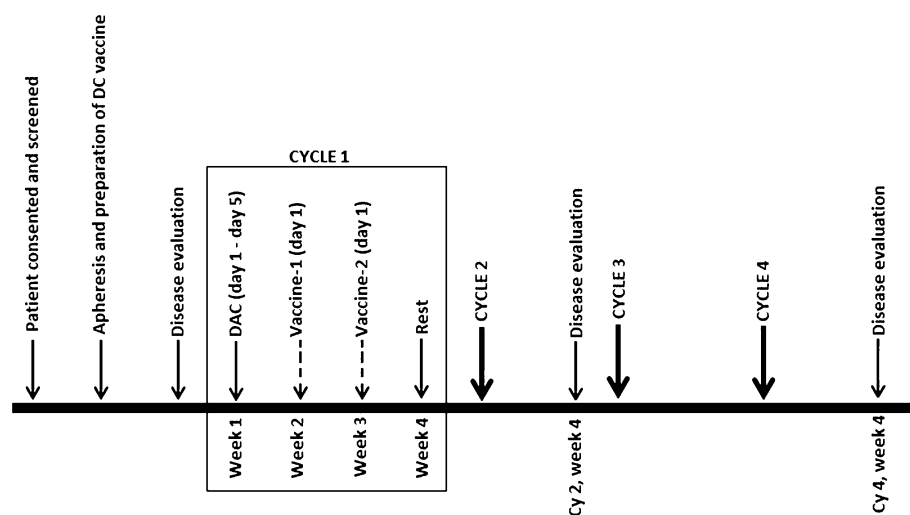 Patient consented and screened
Apheresis and preparation of DC vaccine
Disease evaluation
CYCLE 1
DAC (day 1 - day 5)
Vaccine-1 (day 1)
Vaccine-2 (day 1)
Rest
Week 1
Week 2
Week 3
Week 4
CYCLE 2
Disease evaluation
Cy 2, week 4
CYCLE 3
CYCLE 4
Disease evaluation
Cy 4, week 4